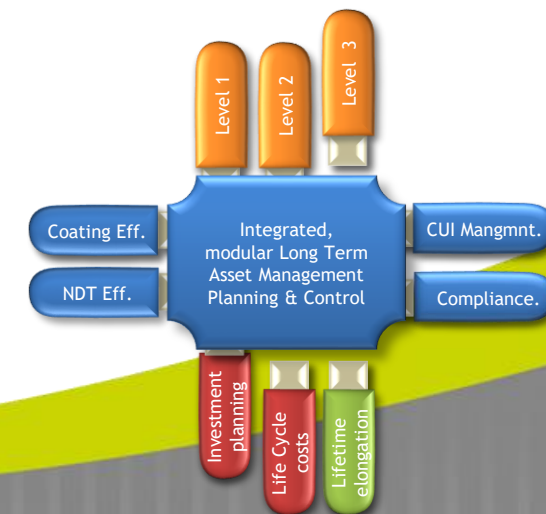 Level 1
Level 2
Level 3
Coating Eff.
NDT Eff.
Integrated,
modular Long Term
Asset Management
Planning & Control
CUI Mangmnt.
Compliance.
Investment
planning
Life Cycle
costs
Lifetime
elongation